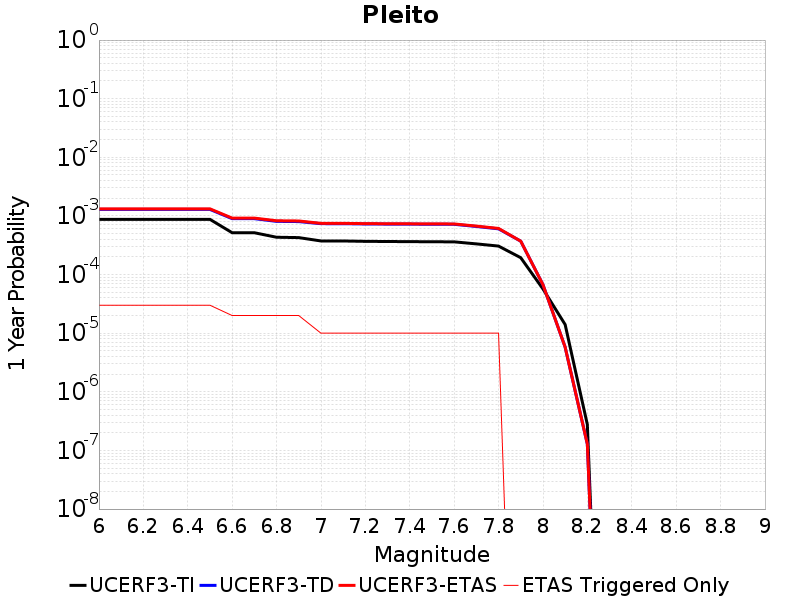 Pleito
10^0
10^-1
10^-2
10^-3
10^-4
10^-5
10^-6
10^-7
10^-8
1 Year Probability
6 6.2 6.4 6.6 6.8 7 7.2 7.4 7.6 7.8 8 8.2 8.4 8.6 8.8 9
Magnitude
UCERF3-TI UCERF3-TD UCERF3-ETAS ETAS Triggered Only